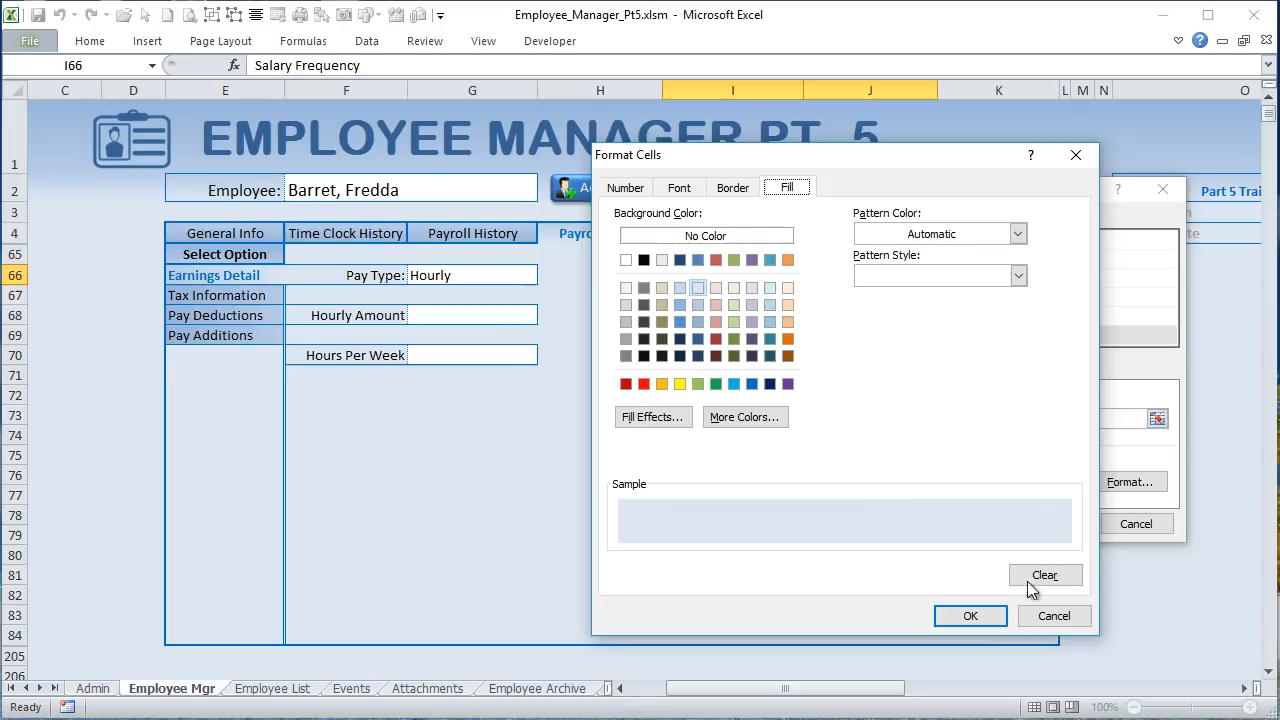 Employee_Manager_Pt5.xlsm - Microsoft Excel
File Home Insert Page Layout Formulas Data Review View Developer
I66 fx Salary Frequency
C D E F G H I J K L M N O
1 EMPLOYEE MANAGER PT. 5
2 Employee: Barret, Fredda
Part 5 Trai
3
4 General Info Time Clock History Payroll History
65 Select Option
66 Earnings Detail Pay Type: Hourly
67 Tax Information
68 Pay Deductions Hourly Amount
69 Pay Additions
70 Hours Per Week
71
72
73
74
75
76
77
78
79
80
81
82
83
84
205
206
Format Cells ? ×
Number Font Border Fill
Background Color:
No Color
Fill Effects... More Colors...
Pattern Color:
Automatic
Pattern Style:
Sample
Clear
OK Cancel
?
Format...
Cancel
Admin Employee Mgr Employee List Events Attachments Employee Archive
Ready 100%